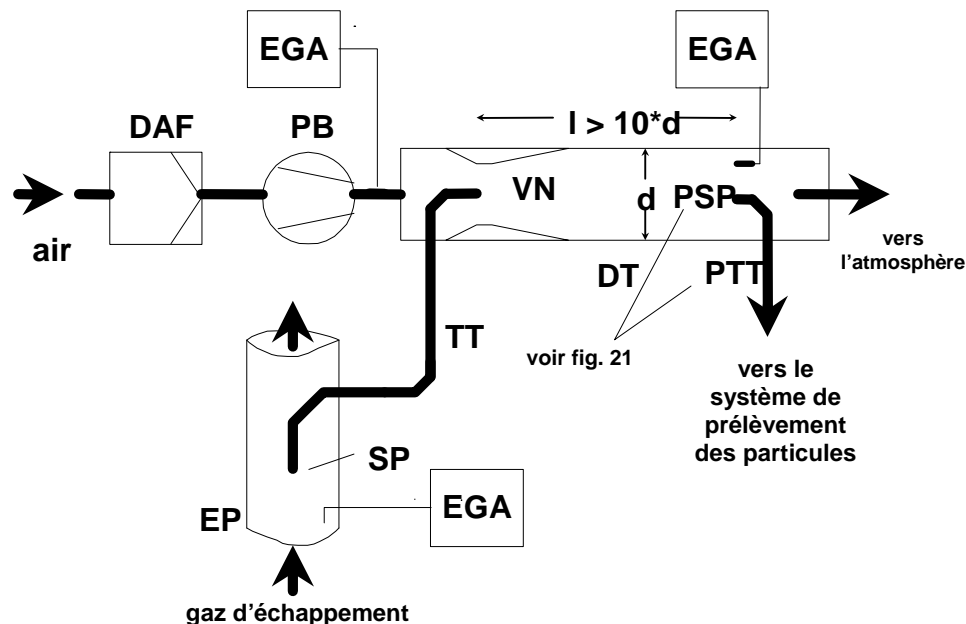 EGA
EGA
DAF
PB
l > 10*d
VN
d
PSP
air
vers
l'atmosphère
DT
PTT
TT
voir fig. 21
vers le
système de
prélèvement
des particules
SP
EGA
EP
gaz d'échappement